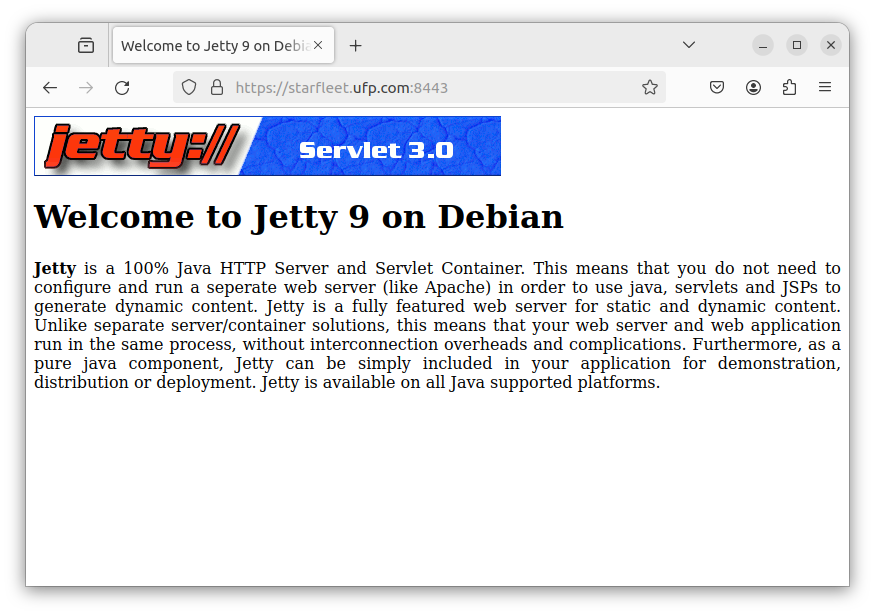 Welcome to Jetty 9 on Debia
https://starfleet.ufp.com:8443
jetty://
Servlet 3.0
Welcome to Jetty 9 on Debian
Jetty is a 100% Java HTTP Server and Servlet Container. This means that you do not need to
configure and run a seperate web server (like Apache) in order to use java, servlets and JSPs to
generate dynamic content. Jetty is a fully featured web server for static and dynamic content.
Unlike separate server/container solutions, this means that your web server and web application
run in the same process, without interconnection overheads and complications. Furthermore, as a
pure java component, Jetty can be simply included in your application for demonstration,
distribution or deployment. Jetty is available on all Java supported platforms.